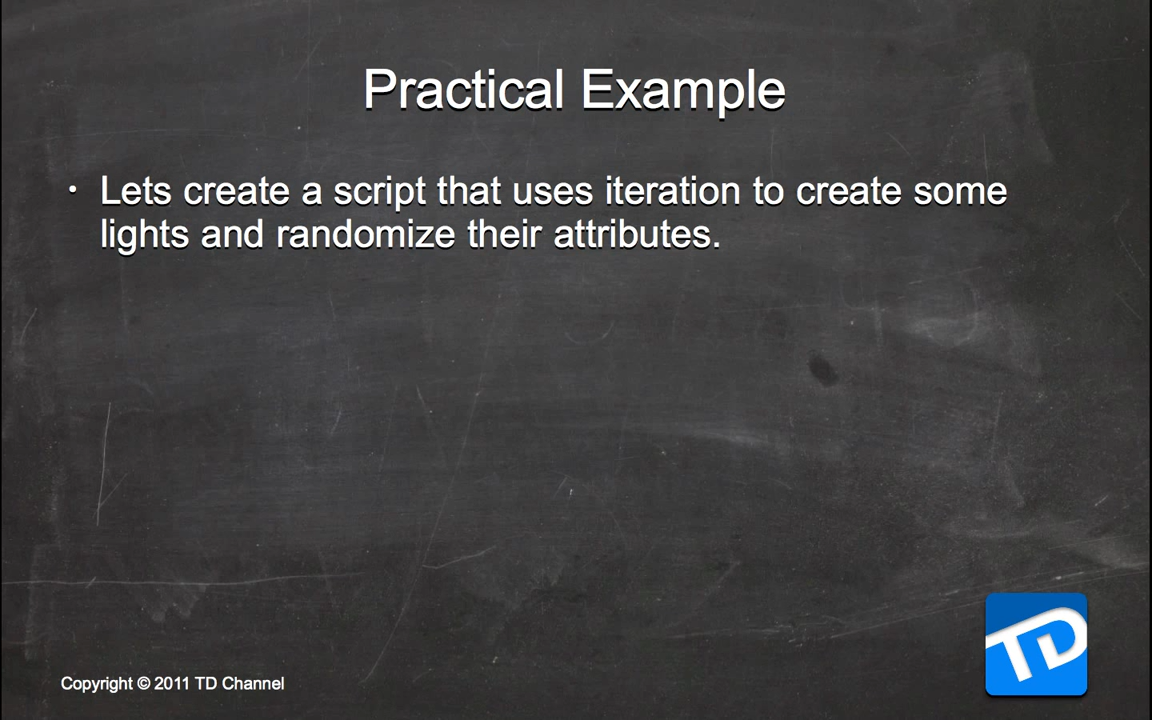 Practical Example
• Lets create a script that uses iteration to create some
lights and randomize their attributes.
TD
Copyright © 2011 TD Channel